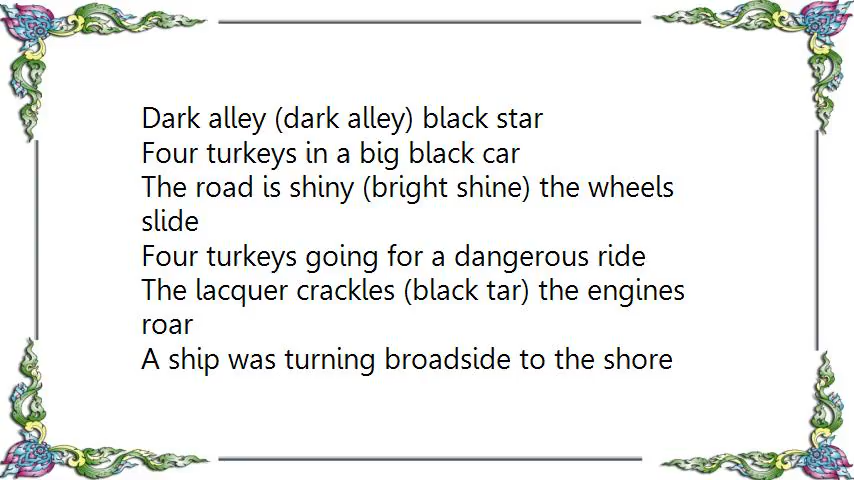 Dark alley (dark alley) black star
Four turkeys in a big black car
The road is shiny (bright shine) the wheels
slide
Four turkeys going for a dangerous ride
The lacquer crackles (black tar) the engines
roar
A ship was turning broadside to the shore